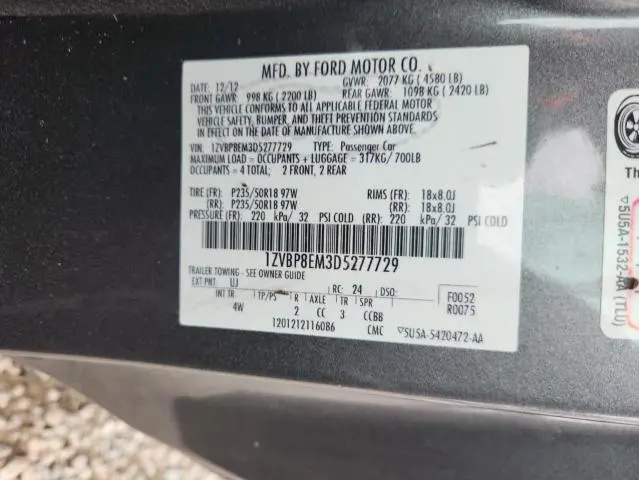 MFD. BY FORD MOTOR CO.
DATE: 12/12 GVWR: 2077 KG ( 4580 LB)
FRONT GAWR: 998 KG ( 2200 LB) REAR GAWR: 1098 KG ( 2420 LB)
THIS VEHICLE CONFORMS TO ALL APPLICABLE FEDERAL MOTOR
VEHICLE SAFETY, BUMPER, AND THEFT PREVENTION STANDARDS
IN EFFECT ON THE DATE OF MANUFACTURE SHOWN ABOVE.
VIN: 1ZVBP8EM3D5277729 TYPE: Passenger Car
MAXIMUM LOAD = OCCUPANTS + LUGGAGE = 317KG/700LB
OCCUPANTS = 4 TOTAL; 2 FRONT, 2 REAR
TIRE (FR): P235/50R18 97W RIMS (FR): 18x8.0J
(RR): P235/50R18 97W (RR): 18x8.0J
PRESSURE (FR): 220 kPa/ 32 PSI COLD (RR): 220 kPa/ 32 PSI COLD
1ZVBP8EM3D5277729
TRAILER TOWING - SEE OWNER GUIDE
EXT PNT: UJ RC: 24 DSO: F0052
INT TR TP/PS R AXLE TR SPR R0075
4W 2 CC 3 CCBB
1201212116086 CMC ▽5U5A-5420472-AA
Th
▽5U5A-1532-AA (TLU)